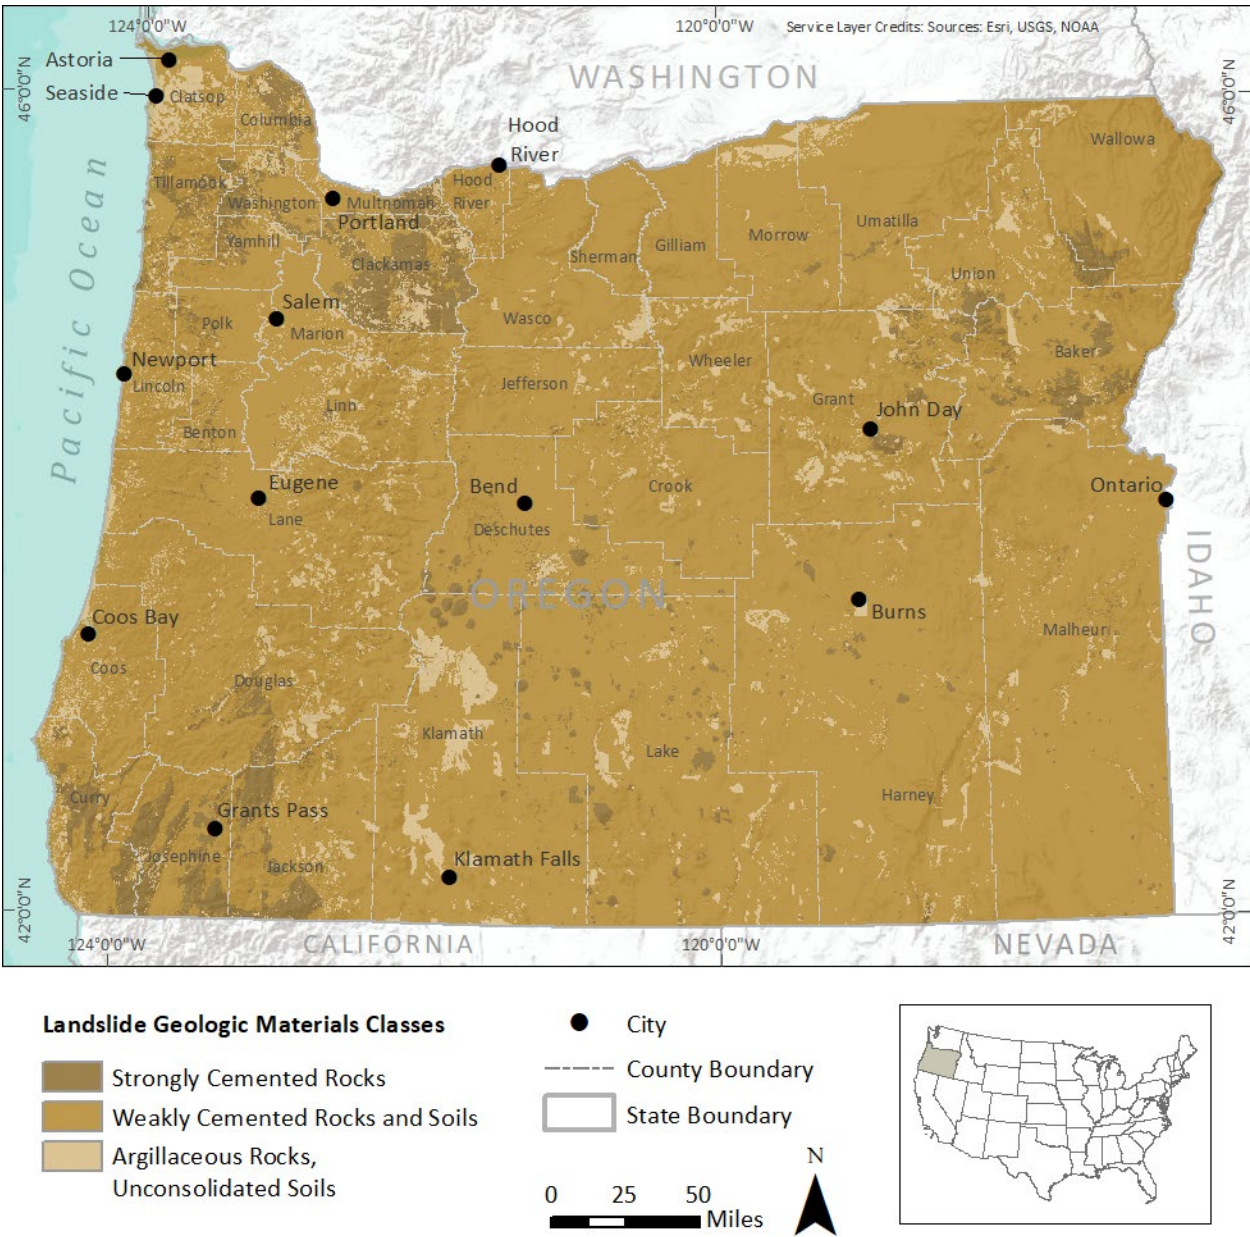 124°0'0"W
120°0'0"W
Service Layer Credits: Sources: Esri, USGS, NOAA
Astoria
46°0'0"N
46°0'0"N
WASHINGTON
Seaside
Clatsop
Columbia
Hood
River
Wallowa
Pacific Ocean
Tillamook
Washington
Multnomah
Hood
River
Portland
Umatilla
Yamhill
Morrow
Gilliam
Sherman
Clackamas
Union
Salem
Polk
Marion
Wasco
Newport
Lincoln
Wheeler
Baker
Jefferson
Linn
Grant
John Day
Benton
Eugene
Bend
Crook
Ontario
Lane
Deschutes
OREGON
IDAHO
Burns
Coos Bay
Malheur
Coos
Douglas
Klamath
Lake
Curry
Harney
Grants Pass
Josephine
Jackson
Klamath Falls
42°0'0"N
42°0'0"N
124°0'0"W
CALIFORNIA
120°0'0"W
NEVADA
Landslide Geologic Materials Classes
Strongly Cemented Rocks
Weakly Cemented Rocks and Soils
Argillaceous Rocks,
Unconsolidated Soils
City
County Boundary
State Boundary
0 25 50
Miles
N